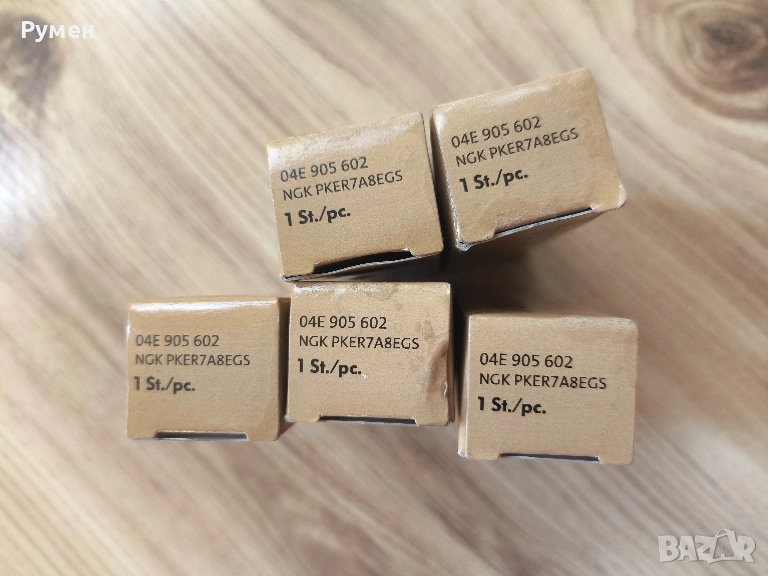 Румен
04E 905 602
NGK PKER7A8EGS
1 St./pc.
04E 905 602
NGK PKER7A8EGS
1 St./pc.
04E 905 602
NGK PKER7A8EGS
1 St./pc.
04E 905 602
NGK PKER7A8EGS
1 St./pc.
04E 905 602
NGK PKER7A8EGS
1 St./pc.
BAZAR